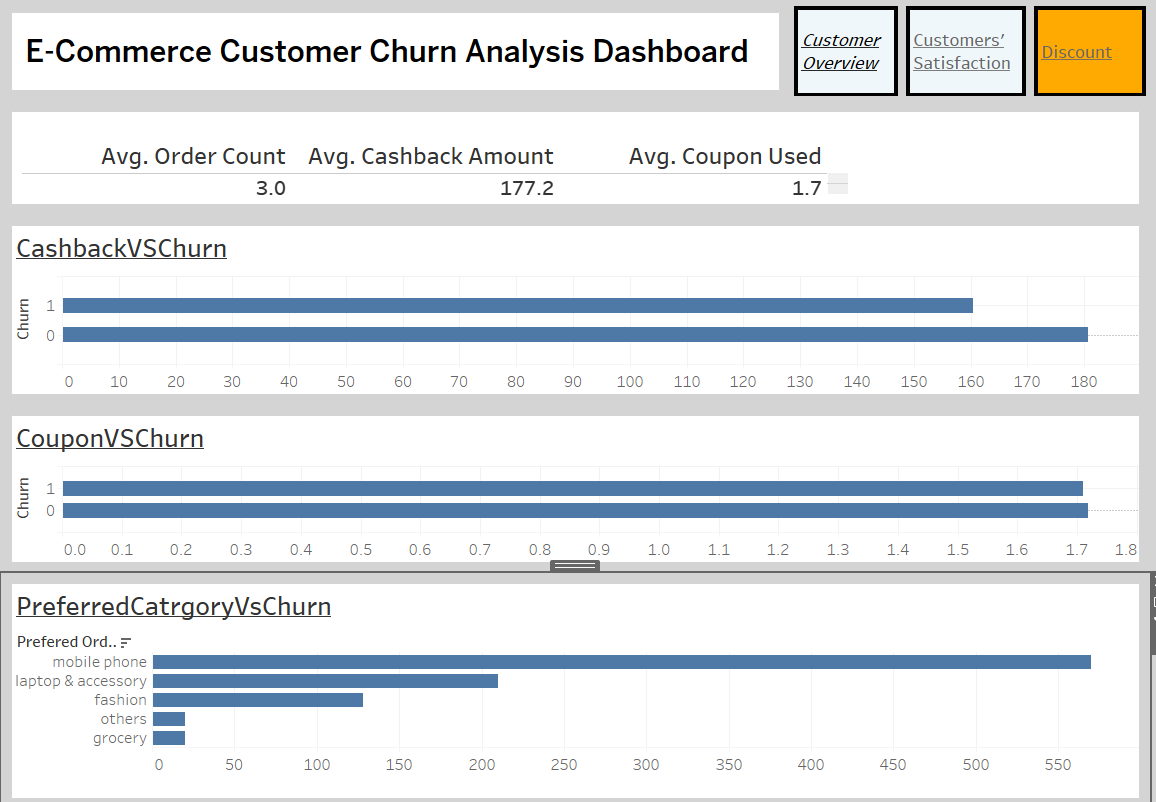 E-Commerce Customer Churn Analysis Dashboard
Customer
Overview
Customers'
Satisfaction
Discount
Avg. Order Count Avg. Cashback Amount Avg. Coupon Used
3.0 177.2 1.7
CashbackVSChurn
Churn
1
0
0 10 20 30 40 50 60 70 80 90 100 110 120 130 140 150 160 170 180
CouponVSChurn
Churn
1
0
0.0 0.1 0.2 0.3 0.4 0.5 0.6 0.7 0.8 0.9 1.0 1.1 1.2 1.3 1.4 1.5 1.6 1.7 1.8
PreferredCatrgoryVsChurn
Prefered Ord..
mobile phone
laptop & accessory
fashion
others
grocery
0 50 100 150 200 250 300 350 400 450 500 550